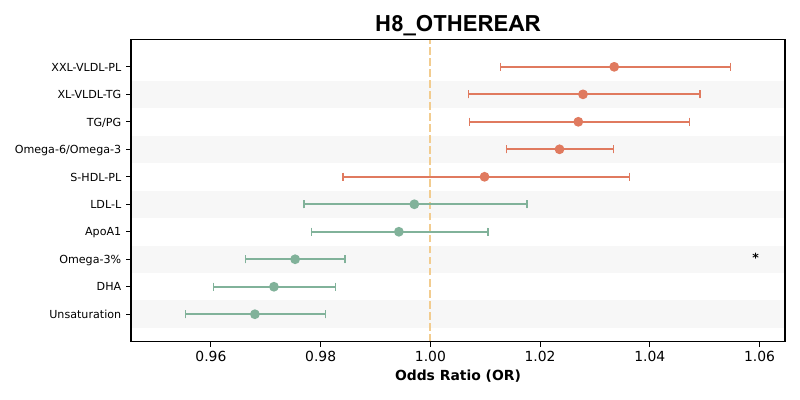 H8_OTHEREAR
XXL-VLDL-PL
XL-VLDL-TG
TG/PG
Omega-6/Omega-3
S-HDL-PL
LDL-L
ApoA1
Omega-3%
*
DHA
Unsaturation
0.96 0.98 1.00 1.02 1.04 1.06
Odds Ratio (OR)